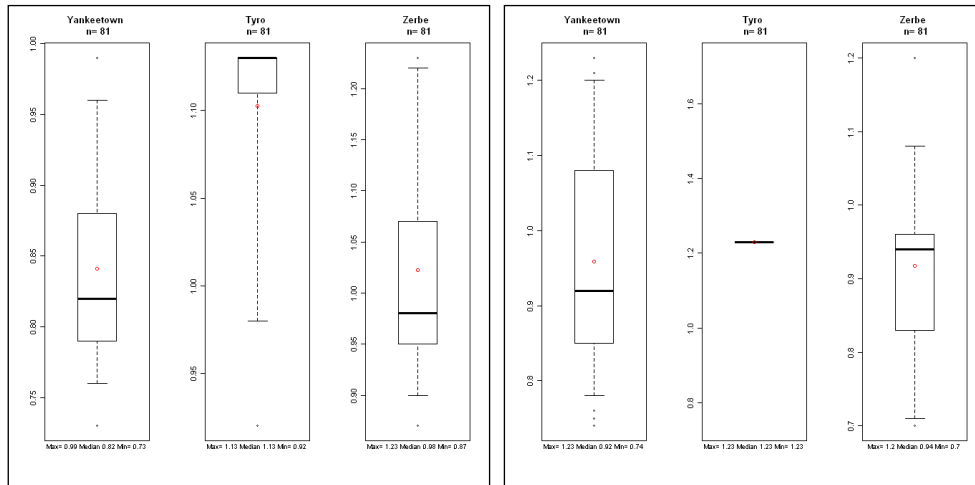 Yankeetown
n= 81
1.00
0.95
0.90
0.85
0.80
0.75
Max= 0.99 Median 0.82 Min= 0.73
Tyro
n= 81
1.10
1.05
1.00
0.95
Max= 1.13 Median 1.13 Min= 0.92
Zerbe
n= 81
1.20
1.15
1.10
1.05
1.00
0.95
0.90
Max= 1.23 Median 0.98 Min= 0.87
Yankeetown
n= 81
1.2
1.1
1.0
0.9
0.8
Max= 1.23 Median 0.92 Min= 0.74
Tyro
n= 81
1.6
1.4
1.2
1.0
0.8
Max= 1.23 Median 1.23 Min= 1.23
Zerbe
n= 81
1.2
1.1
1.0
0.9
0.8
0.7
Max= 1.2 Median 0.94 Min= 0.7